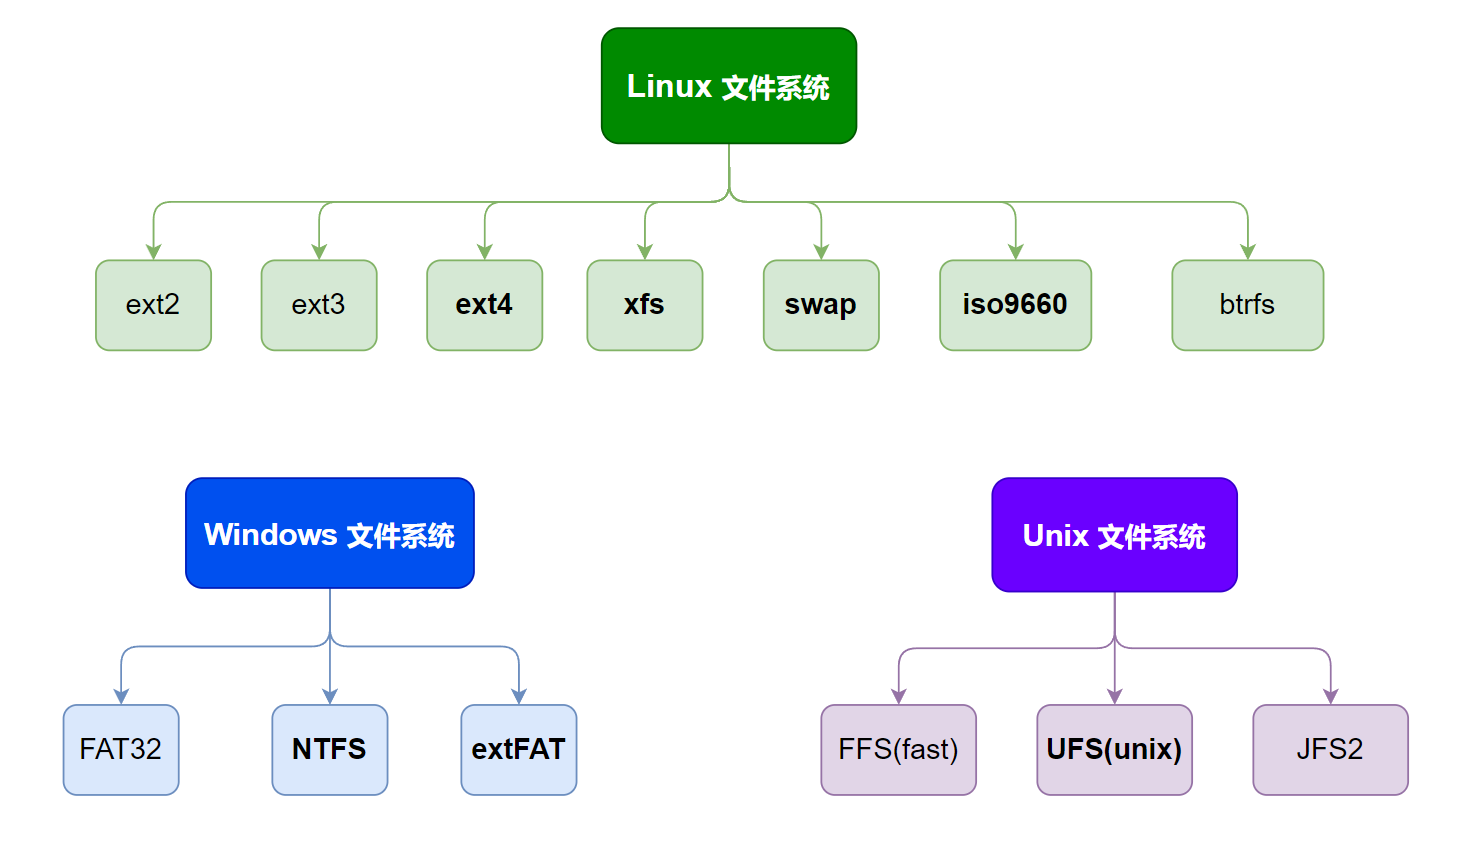 Linux 文件系统
ext2
ext3
ext4
xfs
swap
iso9660
btrfs
Windows 文件系统
Unix 文件系统
FAT32
NTFS
extFAT
FFS(fast)
UFS(unix)
JFS2